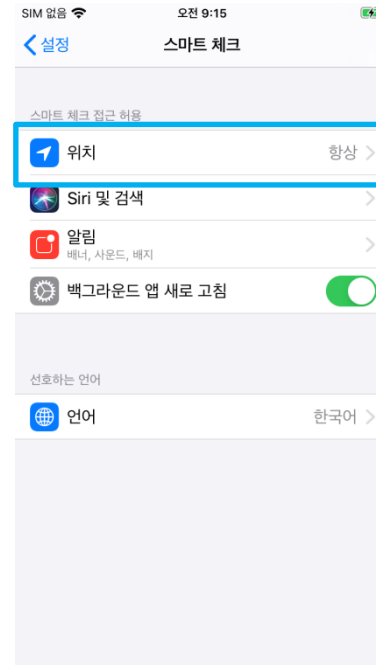 SIM 없음 오전 9:15
설정 스마트 체크
스마트 체크 접근 허용
위치 항상
Siri 및 검색
알림
배너, 사운드, 배지
백그라운드 앱 새로 고침
선호하는 언어
언어 한국어